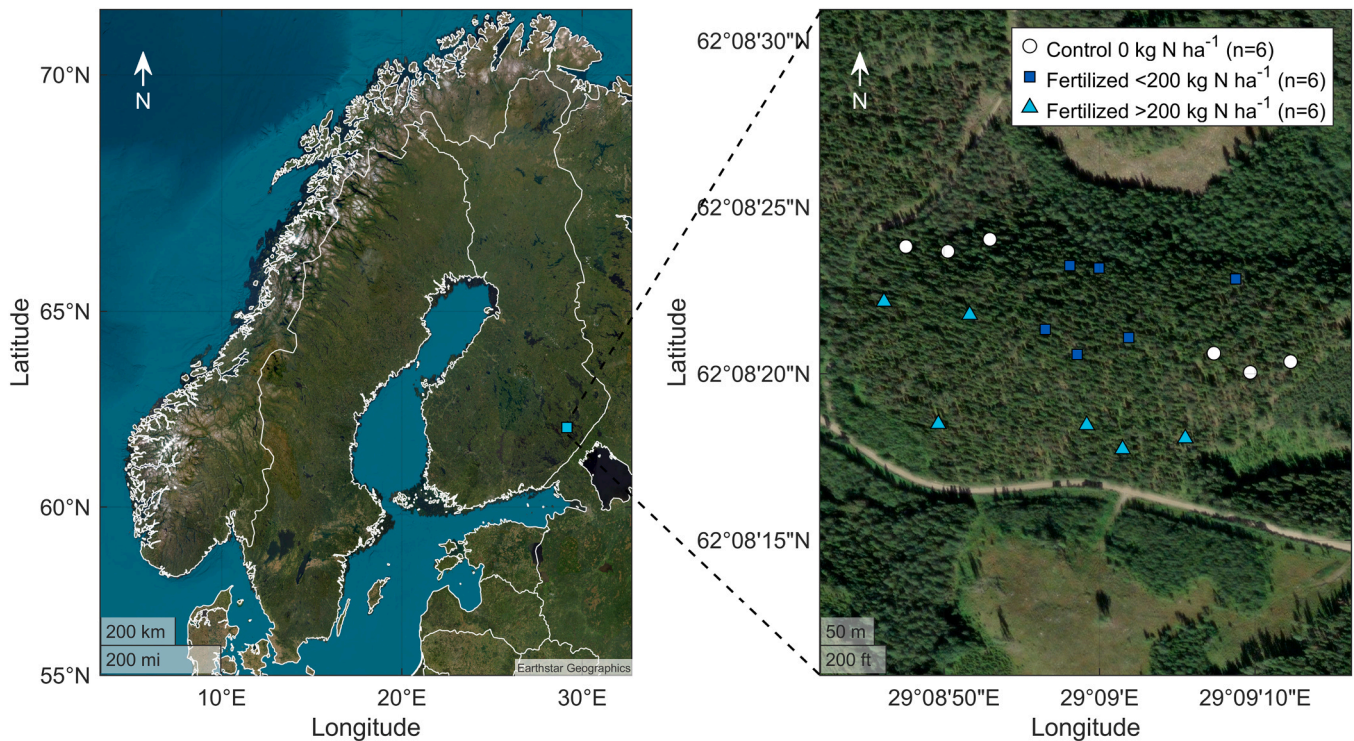 70°N
65°N
60°N
55°N
Latitude
N
200 km
200 mi
Earthstar Geographics
10°E
20°E
30°E
Longitude
62°08'30"N
62°08'25"N
62°08'20"N
62°08'15"N
Latitude
N
Control 0 kg N ha⁻¹ (n=6)
Fertilized <200 kg N ha⁻¹ (n=6)
Fertilized >200 kg N ha⁻¹ (n=6)
50 m
200 ft
29°08'50"E
29°09'E
29°09'10"E
Longitude